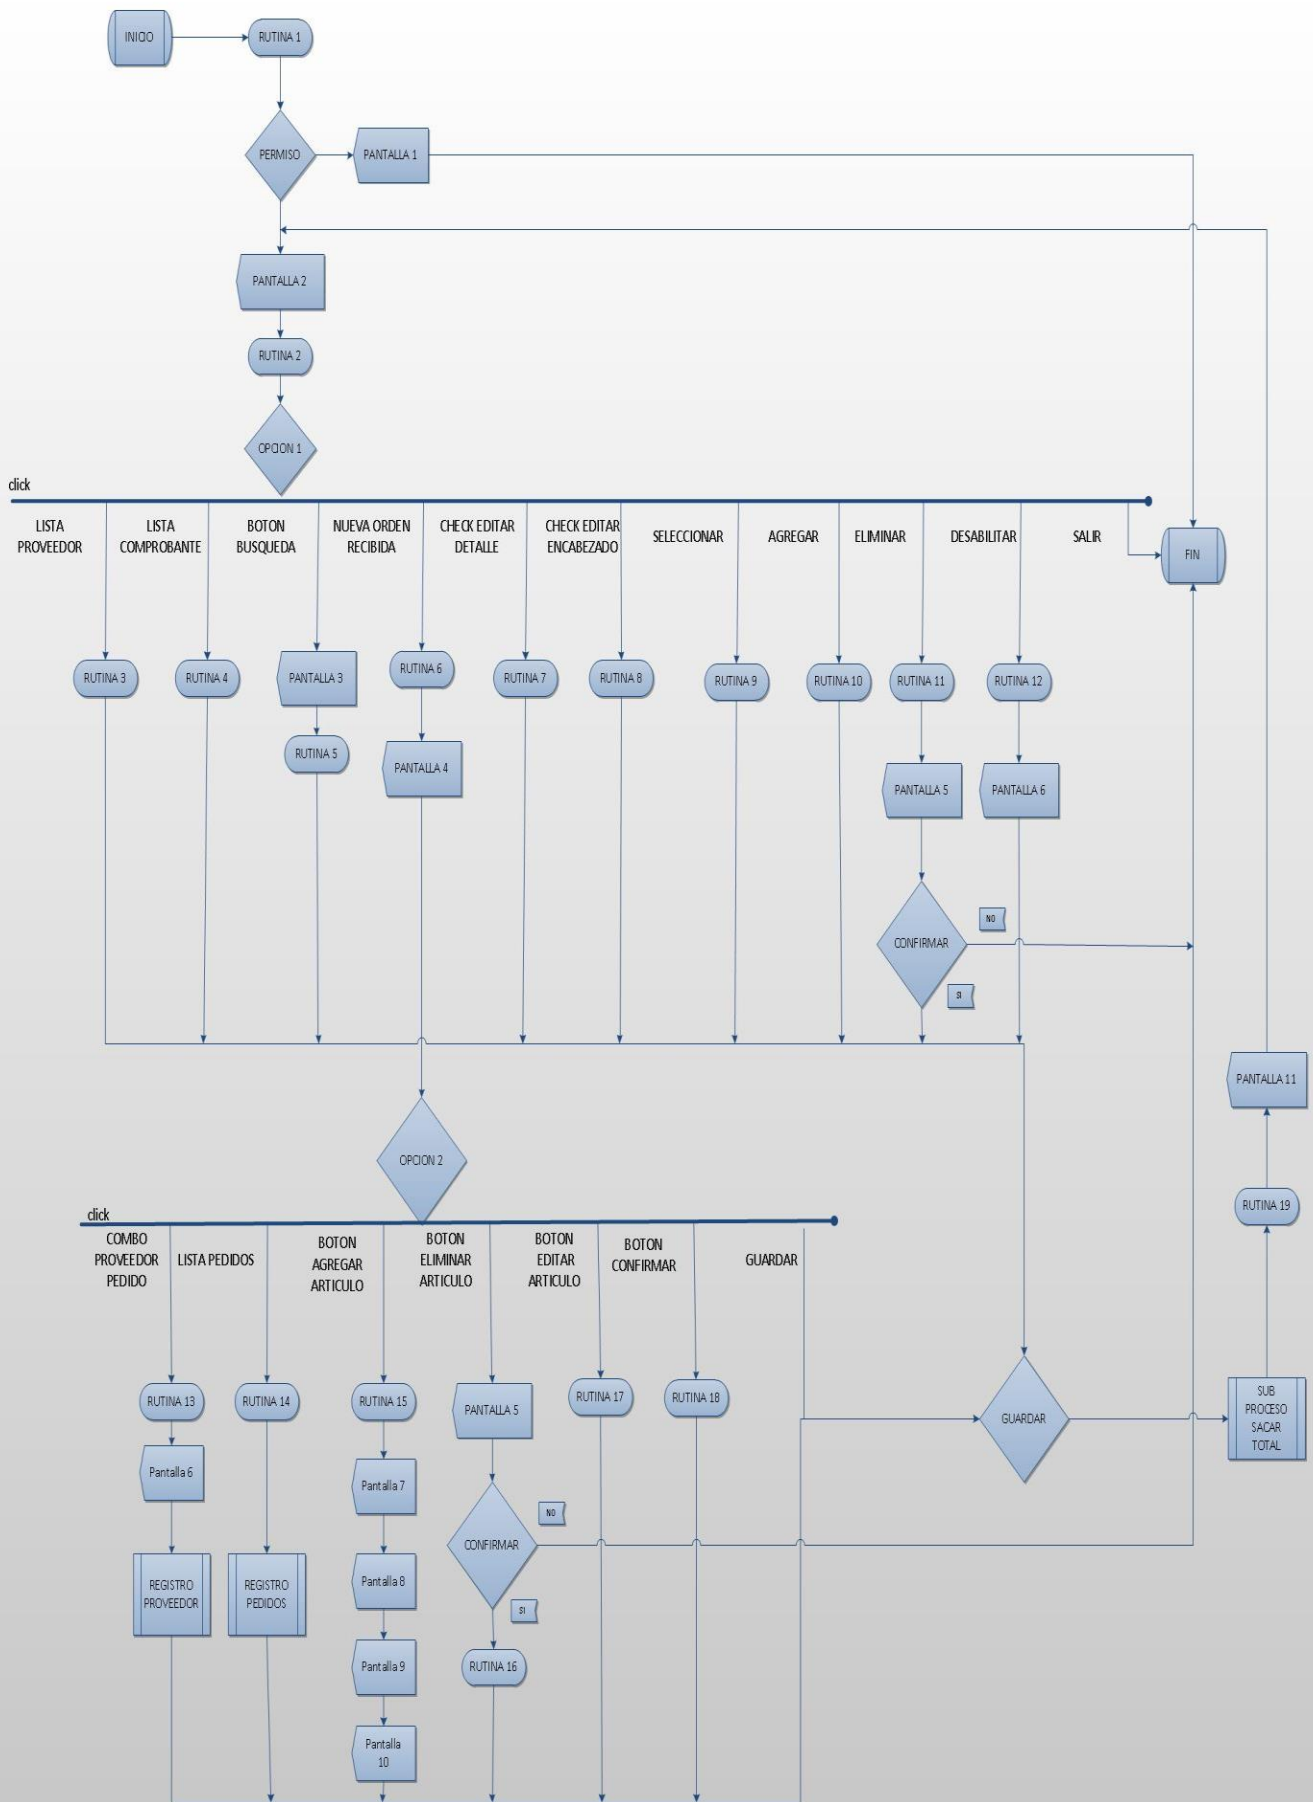 INICIO
RUTINA 1
PERMISO
PANTALLA 1
PANTALLA 2
RUTINA 2
OPCION 1
click
LISTA
PROVEEDOR
LISTA
COMPROBANTE
BOTON
BUSQUEDA
NUEVA ORDEN
RECIBIDA
CHECK EDITAR
DETALLE
CHECK EDITAR
ENCABEZADO
SELECCIONAR
AGREGAR
ELIMINAR
DESABILITAR
SALIR
FIN
RUTINA 3
RUTINA 4
PANTALLA 3
RUTINA 5
RUTINA 6
PANTALLA 4
RUTINA 7
RUTINA 8
RUTINA 9
RUTINA 10
RUTINA 11
RUTINA 12
PANTALLA 5
PANTALLA 6
CONFIRMAR
NO
SI
PANTALLA 11
OPCION 2
RUTINA 19
click
COMBO
PROVEEDOR
PEDIDO
LISTA PEDIDOS
BOTON
AGREGAR
ARTICULO
BOTON
ELIMINAR
ARTICULO
BOTON
EDITAR
ARTICULO
BOTON
CONFIRMAR
GUARDAR
RUTINA 13
RUTINA 14
RUTINA 15
PANTALLA 5
RUTINA 17
RUTINA 18
GUARDAR
SUB
PROCESO
SACAR
TOTAL
Pantalla 6
Pantalla 7
CONFIRMAR
NO
SI
REGISTRO
PROVEEDOR
REGISTRO
PEDIDOS
Pantalla 8
Pantalla 9
RUTINA 16
Pantalla
10